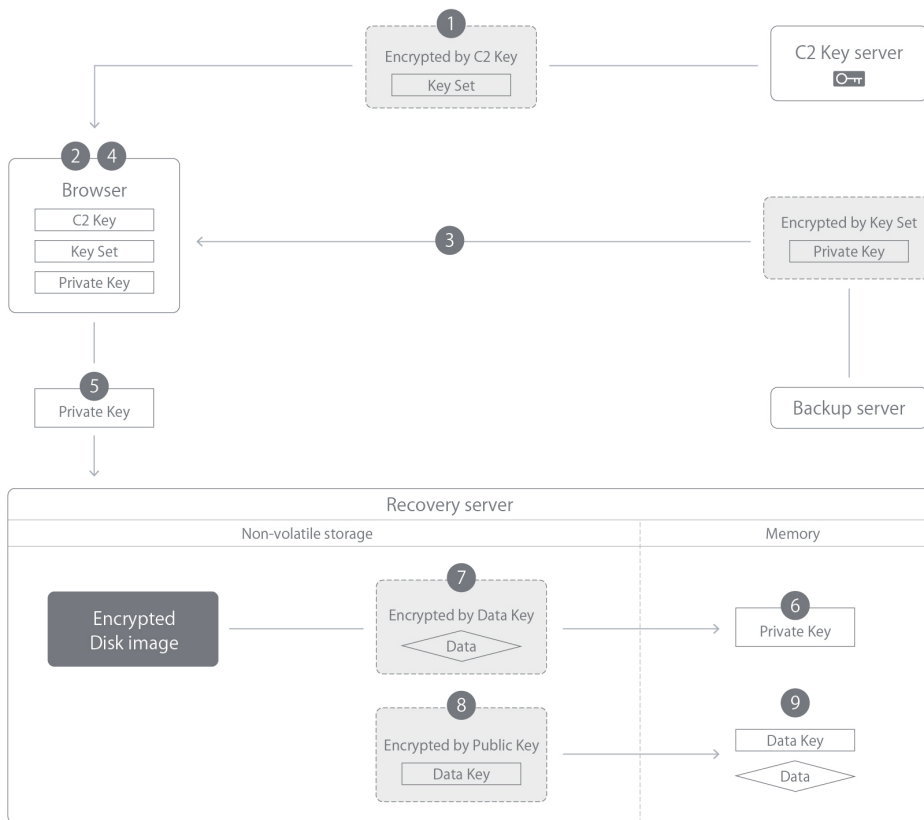 1
Encrypted by C2 Key
Key Set
C2 Key server
2 4
Browser
C2 Key
Key Set
Private Key
3
Encrypted by Key Set
Private Key
5
Private Key
Backup server
Recovery server
Non-volatile storage
Memory
Encrypted
Disk image
7
Encrypted by Data Key
Data
6
Private Key
8
Encrypted by Public Key
Data Key
9
Data Key
Data